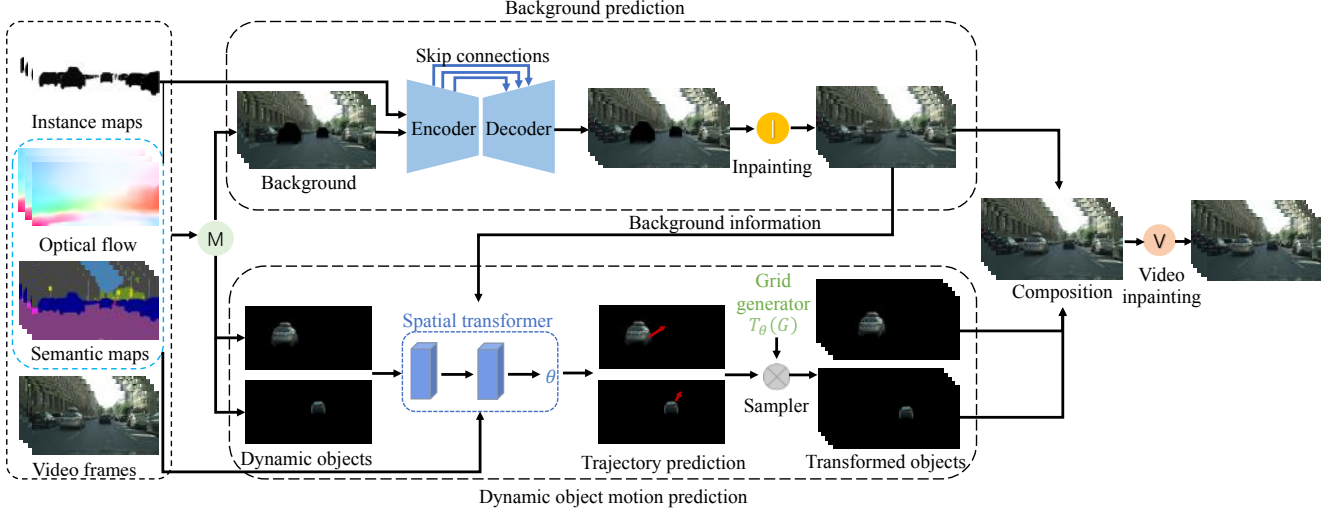 Background prediction
Skip connections
Instance maps
Encoder
Decoder
Background
I
Inpainting
Optical flow
M
Background information
V
Video
inpainting
Composition
Semantic maps
Grid
generator
T_θ(G)
Spatial transformer
θ
Sampler
Video frames
Dynamic objects
Trajectory prediction
Transformed objects
Dynamic object motion prediction